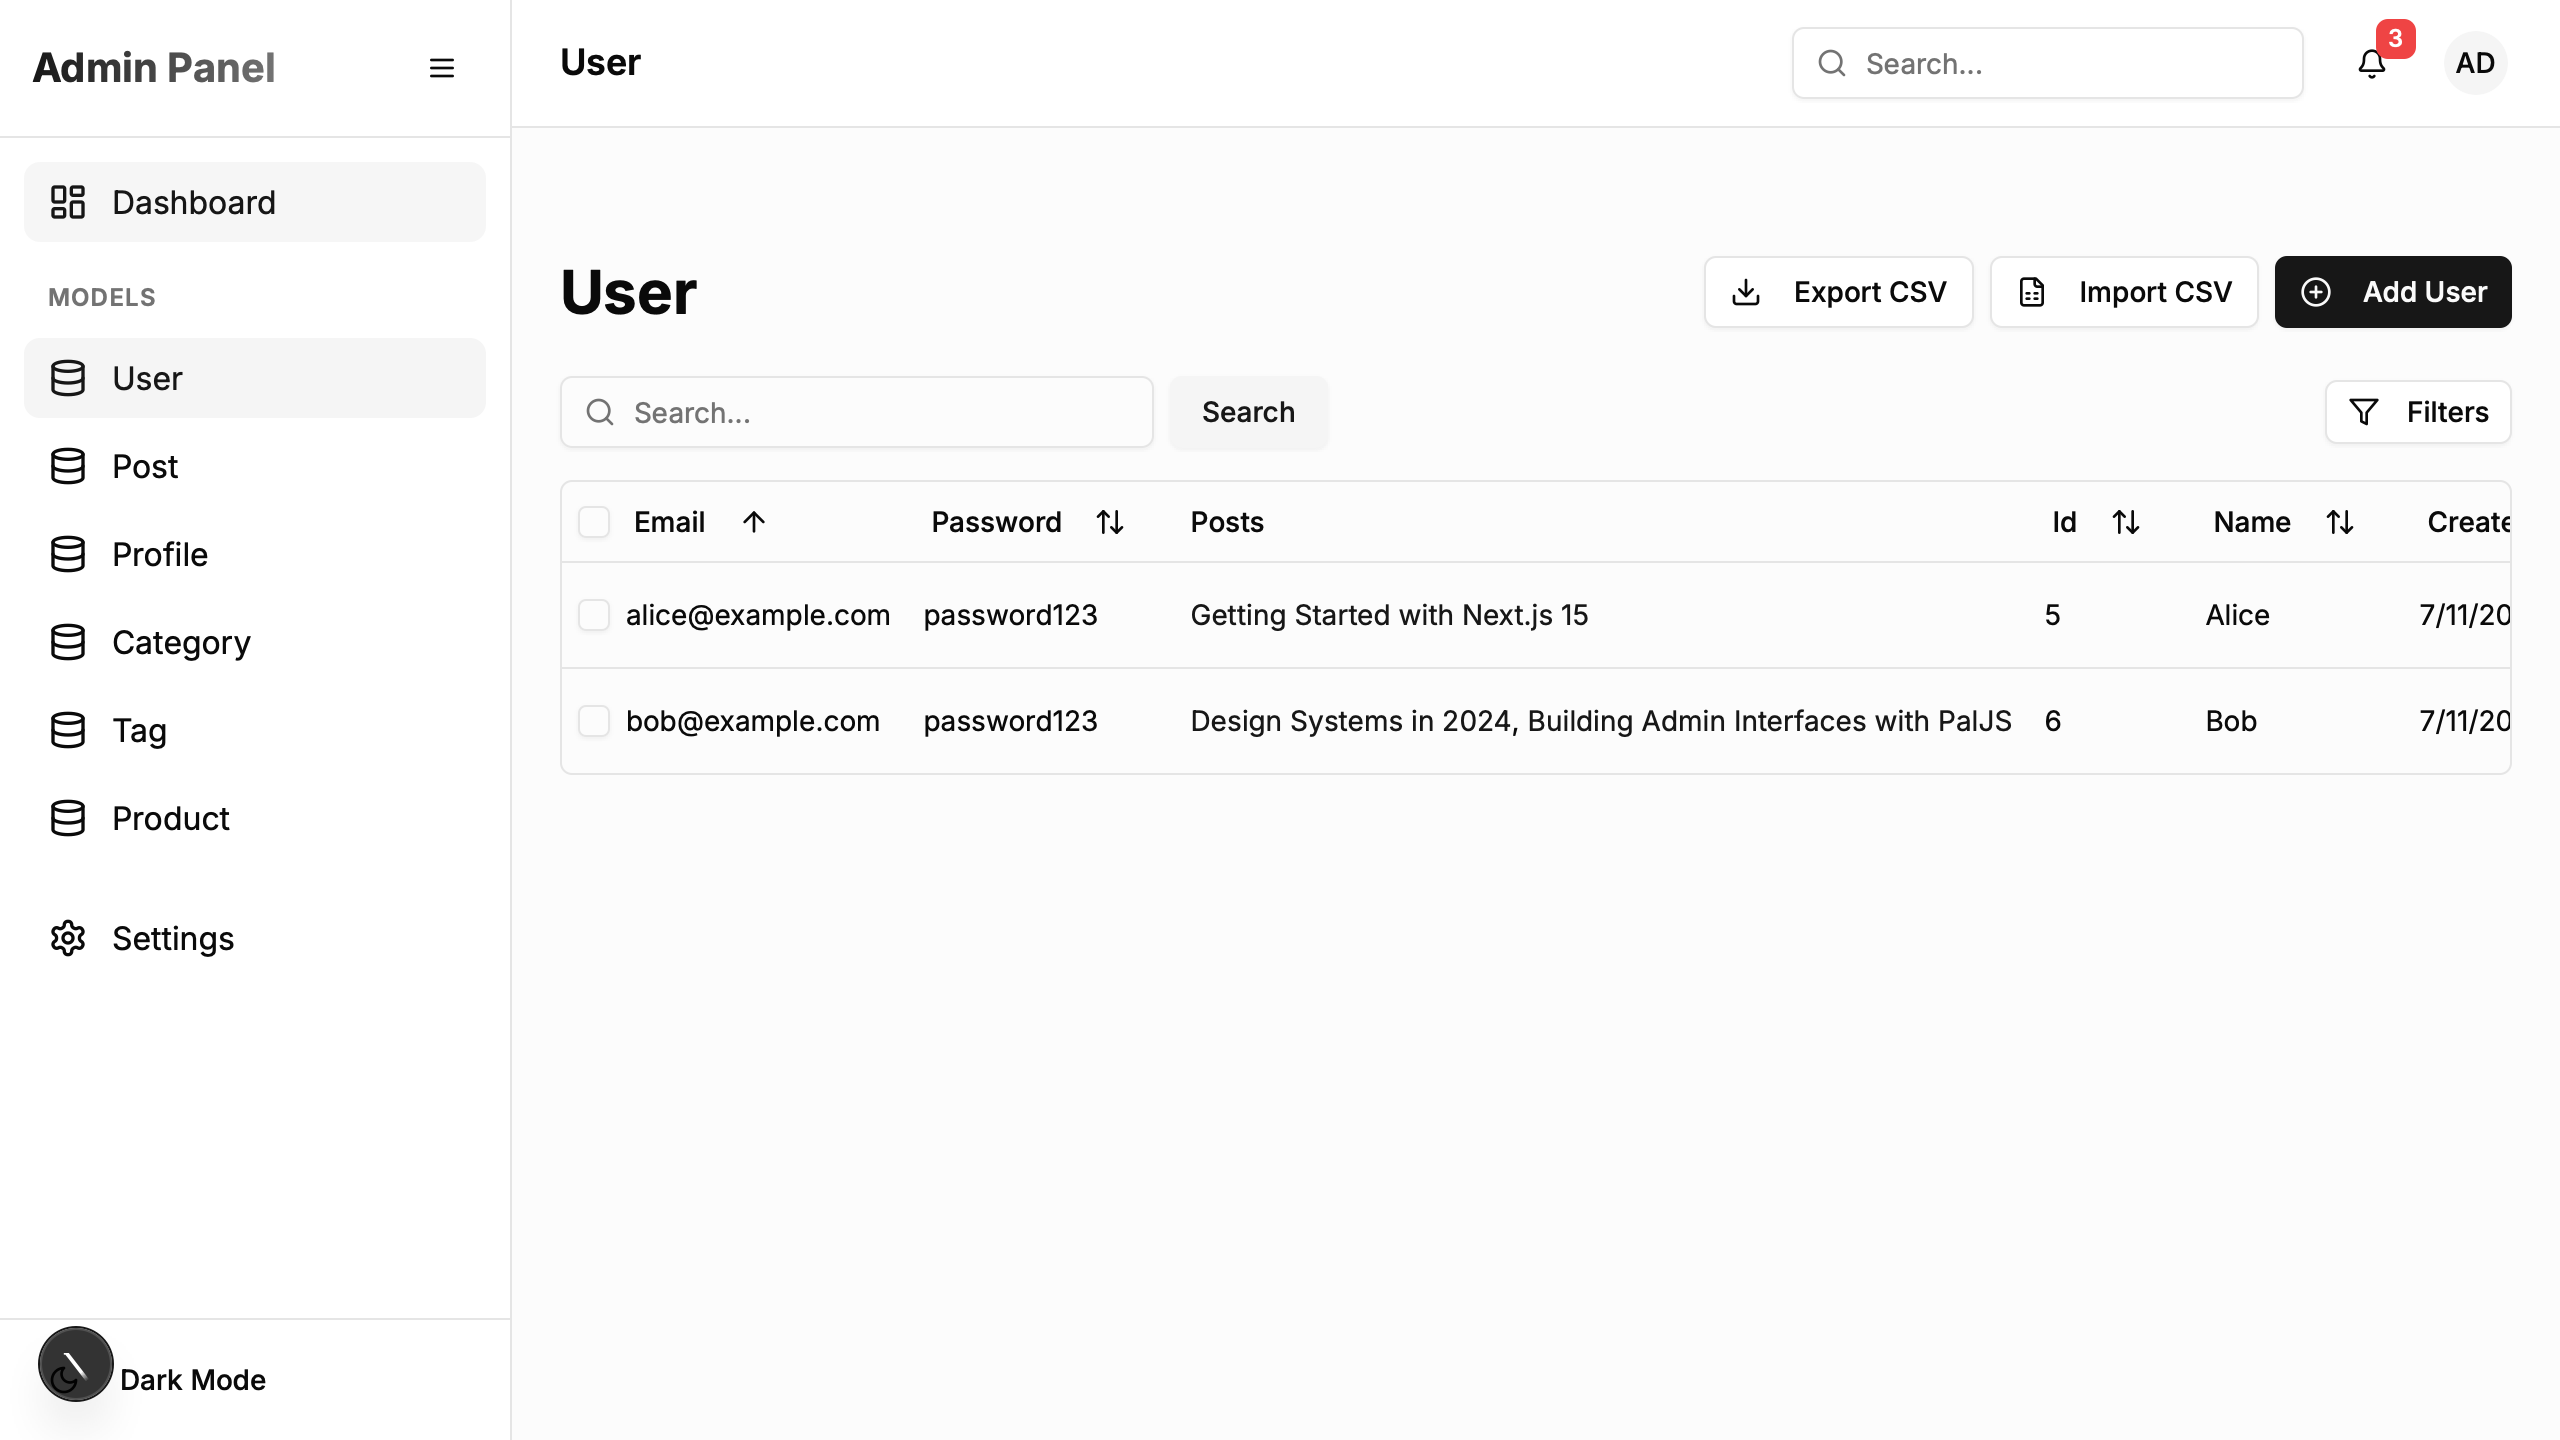 Admin Panel
User
Search...
3
AD
Dashboard
MODELS
User
Post
Profile
Category
Tag
Product
Settings
Dark Mode
User
Export CSV
Import CSV
Add User
Search...
Search
Filters
Email Password Posts Id Name Create
alice@example.com password123 Getting Started with Next.js 15 5 Alice 7/11/20
bob@example.com password123 Design Systems in 2024, Building Admin Interfaces with PalJS 6 Bob 7/11/20